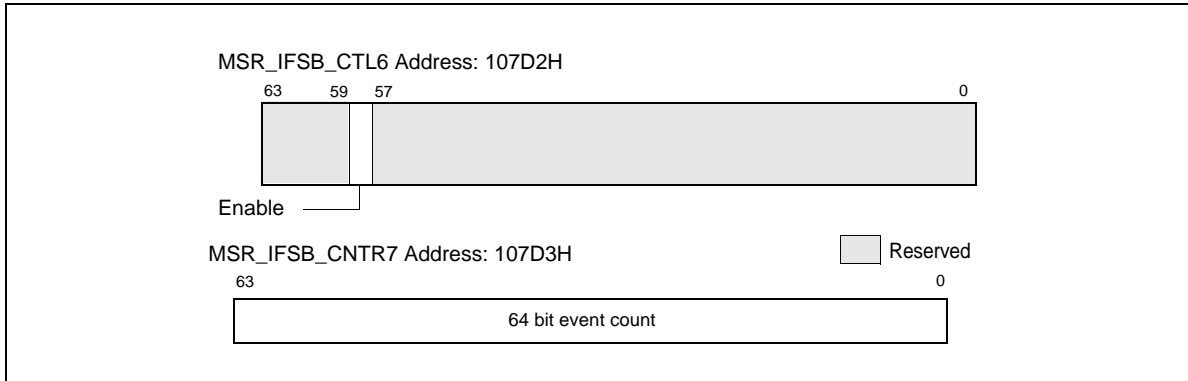 MSR_IFSB_CTL6 Address: 107D2H
63 59 57 0
Enable
MSR_IFSB_CNTR7 Address: 107D3H
Reserved
63 0
64 bit event count